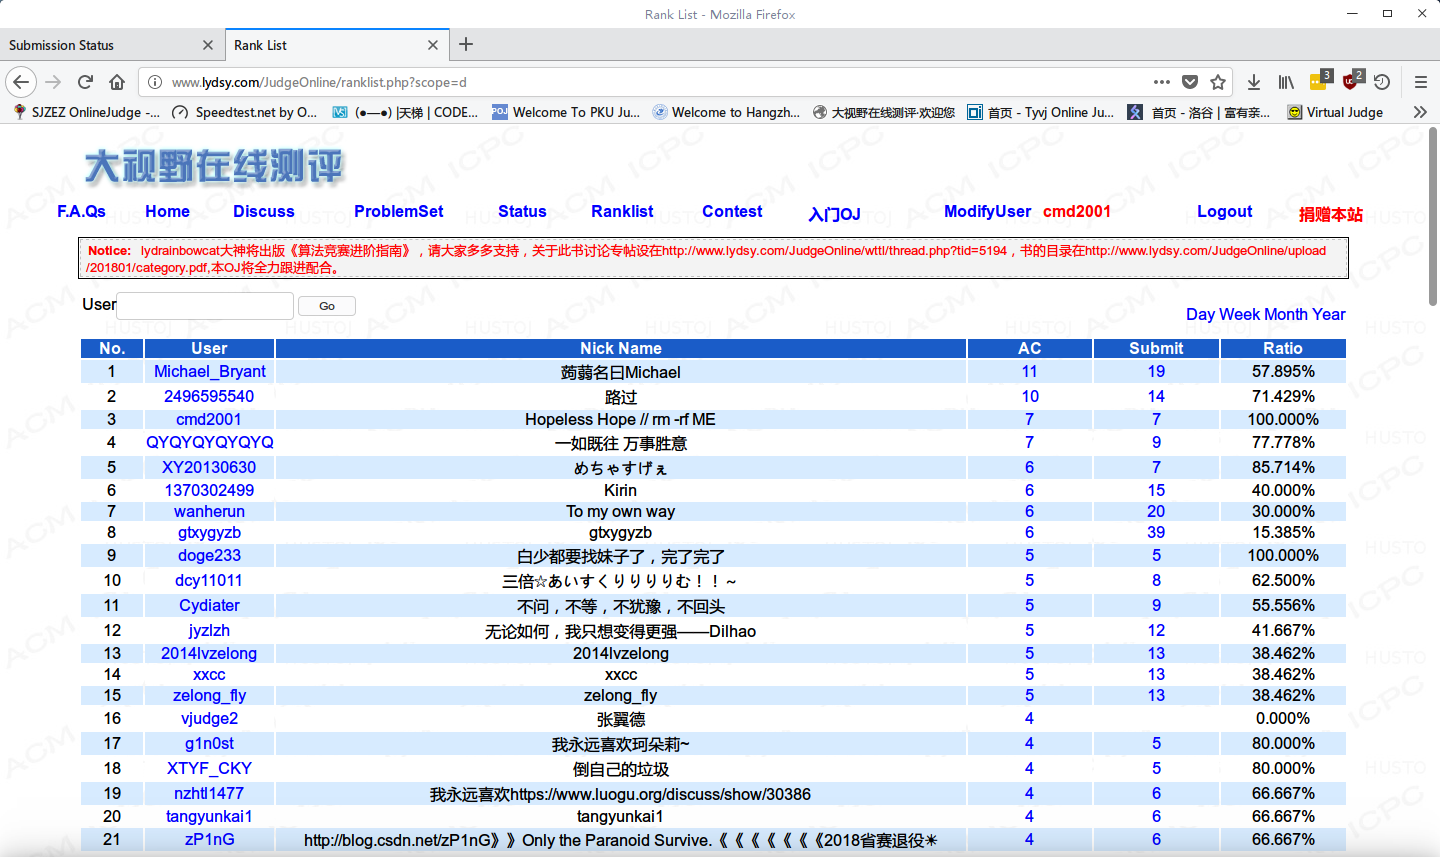 Rank List - Mozilla Firefox
Submission Status
Rank List
www.lydsy.com/JudgeOnline/ranklist.php?scope=d
3 2
SJZEZ OnlineJudge -... Speedtest.net by O... (●—●) |天梯 | CODE... Welcome To PKU Ju... Welcome to Hangzh... 大视野在线测评·欢迎您 首页 - Tyvj Online Ju... 首页 - 洛谷 | 富有亲... Virtual Judge
大视野在线测评
F.A.Qs Home Discuss ProblemSet Status Ranklist Contest 入门OJ ModifyUser cmd2001 Logout 捐赠本站
Notice: lydrainbowcat大神将出版《算法竞赛进阶指南》，请大家多多支持，关于此书讨论专帖设在http://www.lydsy.com/JudgeOnline/wttl/thread.php?tid=5194，书的目录在http://www.lydsy.com/JudgeOnline/upload
/201801/category.pdf,本OJ将全力跟进配合。
User Go
Day Week Month Year
No. User Nick Name AC Submit Ratio
1 Michael_Bryant 蒟蒻名曰Michael 11 19 57.895%
2 2496595540 路过 10 14 71.429%
3 cmd2001 Hopeless Hope // rm -rf ME 7 7 100.000%
4 QYQYQYQYQYQ 一如既往 万事胜意 7 9 77.778%
5 XY20130630 めちゃすげぇ 6 7 85.714%
6 1370302499 Kirin 6 15 40.000%
7 wanherun To my own way 6 20 30.000%
8 gtxygyzb gtxygyzb 6 39 15.385%
9 doge233 白少都要找妹子了，完了完了 5 5 100.000%
10 dcy11011 三倍☆あいすくりりりりむ！！~ 5 8 62.500%
11 Cydiater 不问，不等，不犹豫，不回头 5 9 55.556%
12 jyzlzh 无论如何，我只想变得更强——Dilhao 5 12 41.667%
13 2014lvzelong 2014lvzelong 5 13 38.462%
14 xxcc xxcc 5 13 38.462%
15 zelong_fly zelong_fly 5 13 38.462%
16 vjudge2 张翼德 4 0.000%
17 g1n0st 我永远喜欢珂朵莉~ 4 5 80.000%
18 XTYF_CKY 倒自己的垃圾 4 5 80.000%
19 nzhtl1477 我永远喜欢https://www.luogu.org/discuss/show/30386 4 6 66.667%
20 tangyunkai1 tangyunkai1 4 6 66.667%
21 zP1nG http://blog.csdn.net/zP1nG》》Only the Paranoid Survive.《《《《《《《2018省赛退役☀ 4 6 66.667%